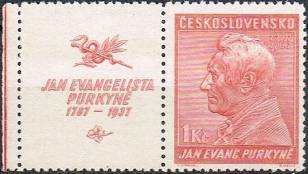 JAN EVANGELISTA
PURKYNĚ
1787 - 1937
ČESKOSLOVENSKO
1Kč
JAN EVANG. PURKYNĚ